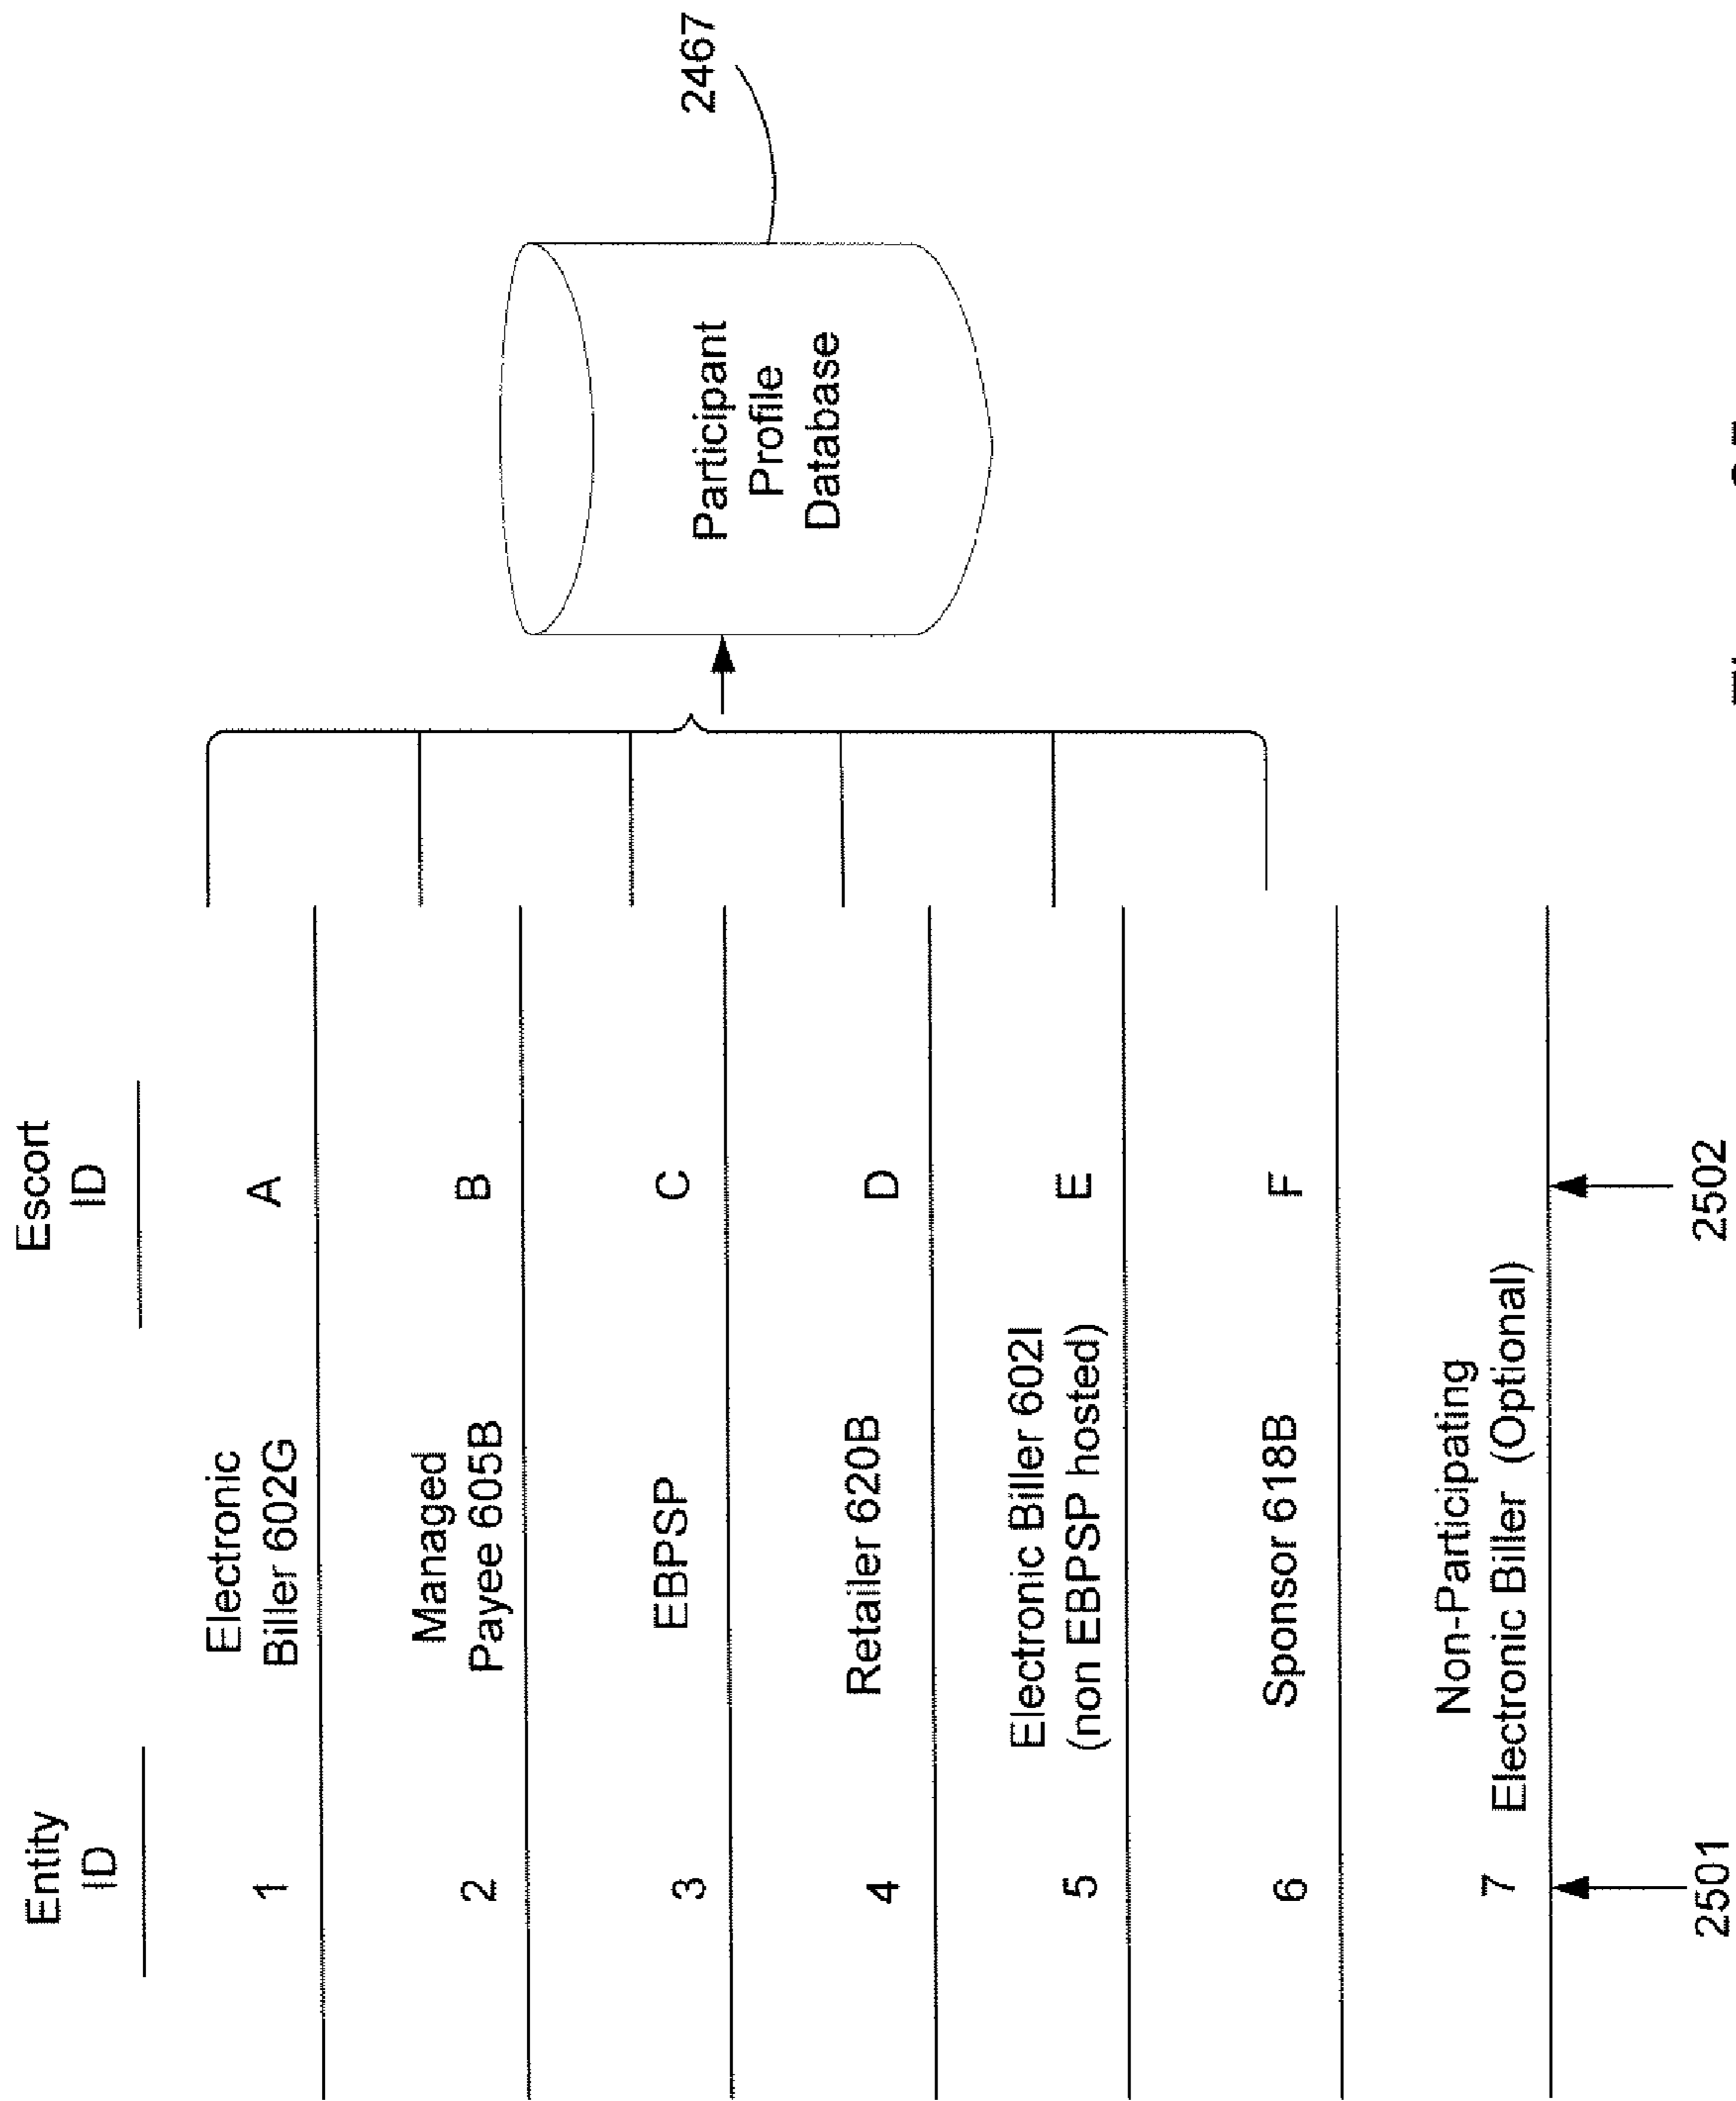 Entity
ID
Escort
ID
1
Electronic
Biller 602G
A
2
Managed
Payee 605B
B
3
EBPSP
C
4
Retailer 620B
D
5
Electronic Biller 602I
(non EBPSP hosted)
E
6
Sponsor 618B
F
7
Non-Participating
Electronic Biller (Optional)
2501
2502
Participant
Profile
Database
2467